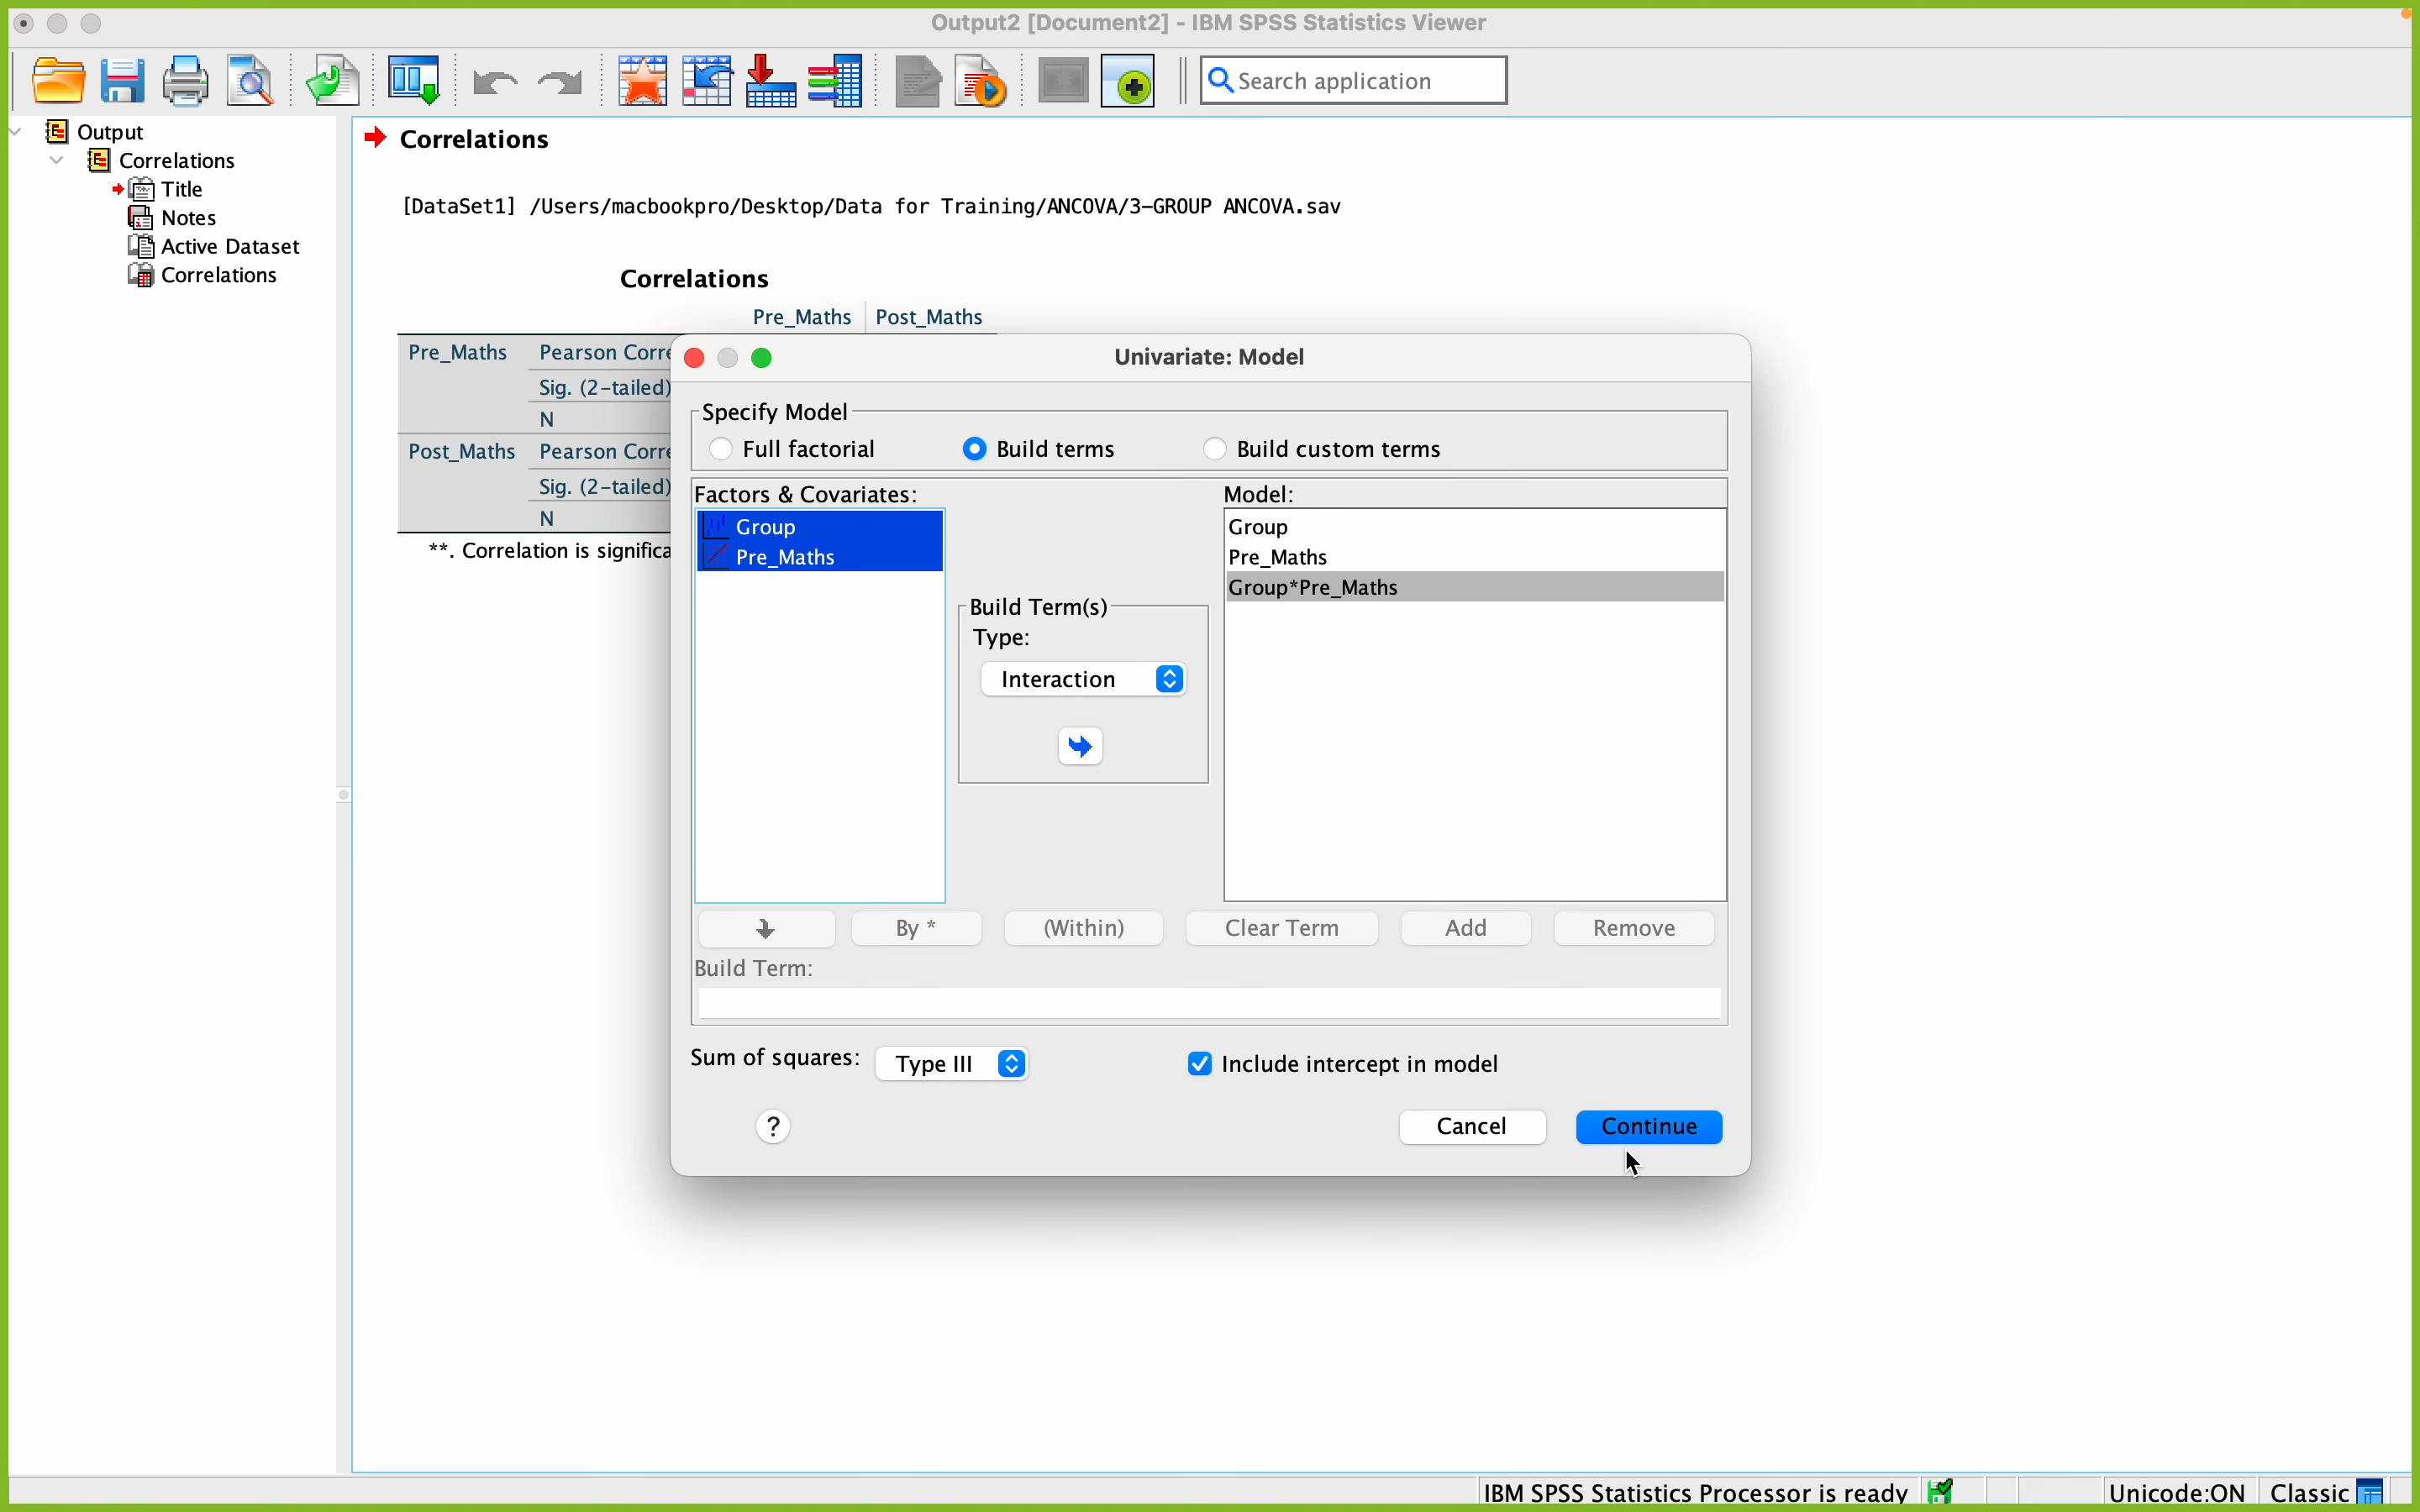 Output2 [Document2] - IBM SPSS Statistics Viewer
Search application
Output
Correlations
Title
Notes
Active Dataset
Correlations
Correlations
[DataSet1] /Users/macbookpro/Desktop/Data for Training/ANCOVA/3-GROUP ANCOVA.sav
Correlations
Pre_Maths Post_Maths
Pre_Maths Pearson Corre
Sig. (2-tailed)
N
Post_Maths Pearson Corre
Sig. (2-tailed)
N
**. Correlation is significa
Univariate: Model
Specify Model
Full factorial Build terms Build custom terms
Factors & Covariates: Model:
Group
Pre_Maths
Build Term(s)
Type:
Interaction
Group
Pre_Maths
Group*Pre_Maths
By * (Within) Clear Term Add Remove
Build Term:
Sum of squares: Type III Include intercept in model
? Cancel Continue
IBM SPSS Statistics Processor is ready Unicode:ON Classic